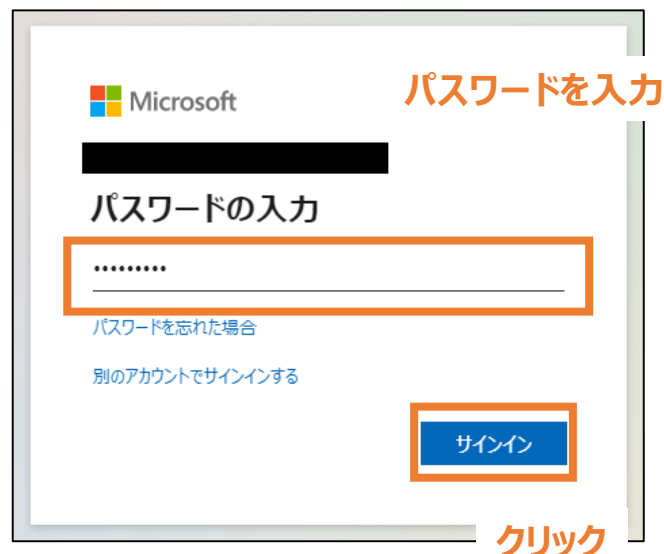 Microsoft
パスワードを入力
パスワードの入力
•••••••••
パスワードを忘れた場合
別のアカウントでサインインする
サインイン
クリック